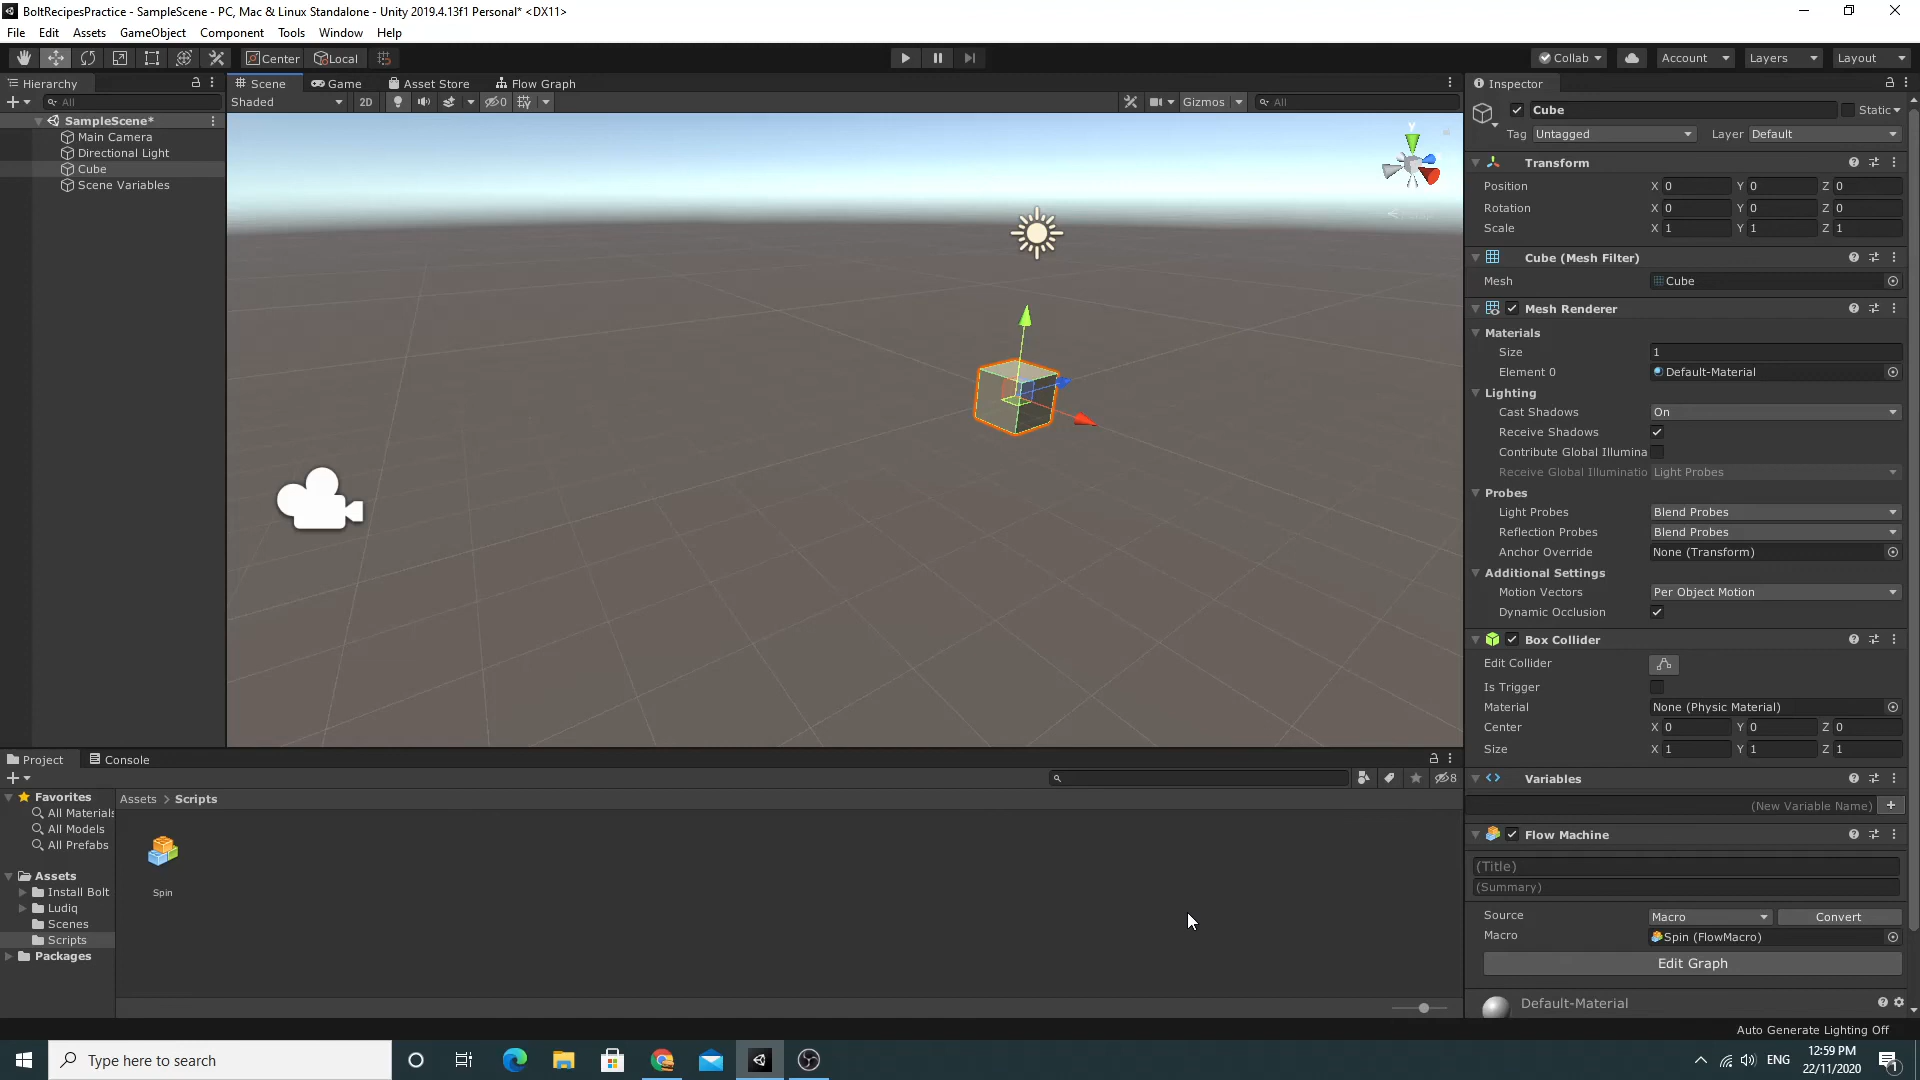 BoltRecipesPractice - SampleScene - PC, Mac & Linux Standalone - Unity 2019.4.13f1 Personal* <DX11>
File Edit Assets GameObject Component Tools Window Help
Center Local Collab Account Layers Layout
Hierarchy Scene Game Asset Store Flow Graph Inspector
All Shaded 2D 0 Gizmos All
SampleScene*
Main Camera
Directional Light
Cube
Scene Variables
y
Cube Static
Tag Untagged Layer Default
Transform
Position X 0 Y 0 Z 0
Rotation X 0 Y 0 Z 0
Scale X 1 Y 1 Z 1
Cube (Mesh Filter)
Mesh Cube
Mesh Renderer
Materials
Size 1
Element 0 Default-Material
Lighting
Cast Shadows On
Receive Shadows
Contribute Global Illumina
Receive Global Illuminatio Light Probes
Probes
Light Probes Blend Probes
Reflection Probes Blend Probes
Anchor Override None (Transform)
Additional Settings
Motion Vectors Per Object Motion
Dynamic Occlusion
Box Collider
Edit Collider
Is Trigger
Material None (Physic Material)
Center X 0 Y 0 Z 0
Size X 1 Y 1 Z 1
Variables
(New Variable Name)
Flow Machine
(Title)
(Summary)
Source Macro Convert
Macro Spin (FlowMacro)
Edit Graph
Default-Material
Project Console
8
Favorites
All Materials
All Models
All Prefabs
Assets
Install Bolt
Ludiq
Scenes
Scripts
Packages
Assets > Scripts
Spin
Auto Generate Lighting Off
Type here to search
ENG
12:59 PM
22/11/2020
1